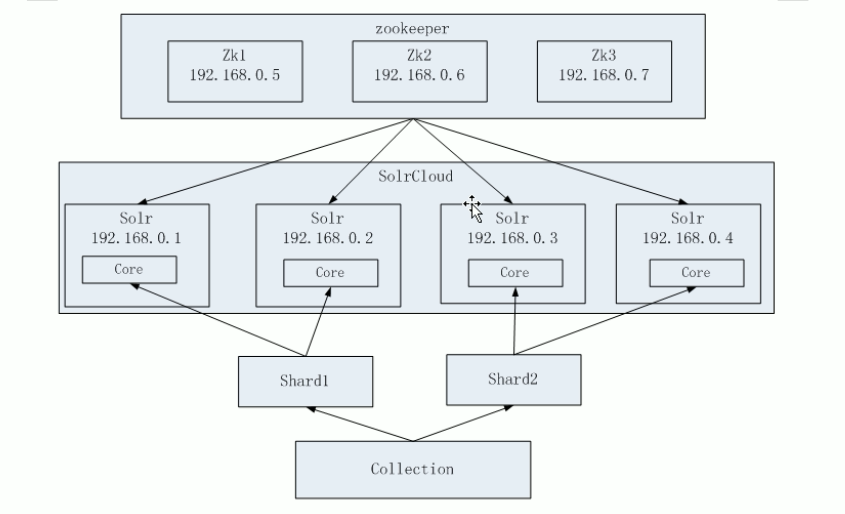 zookeeper
Zk1 Zk2 Zk3
192.168.0.5 192.168.0.6 192.168.0.7
SolrCloud
Solr Solr Solr Solr
192.168.0.1 192.168.0.2 192.168.0.3 192.168.0.4
Core Core Core Core
Shard1 Shard2
Collection